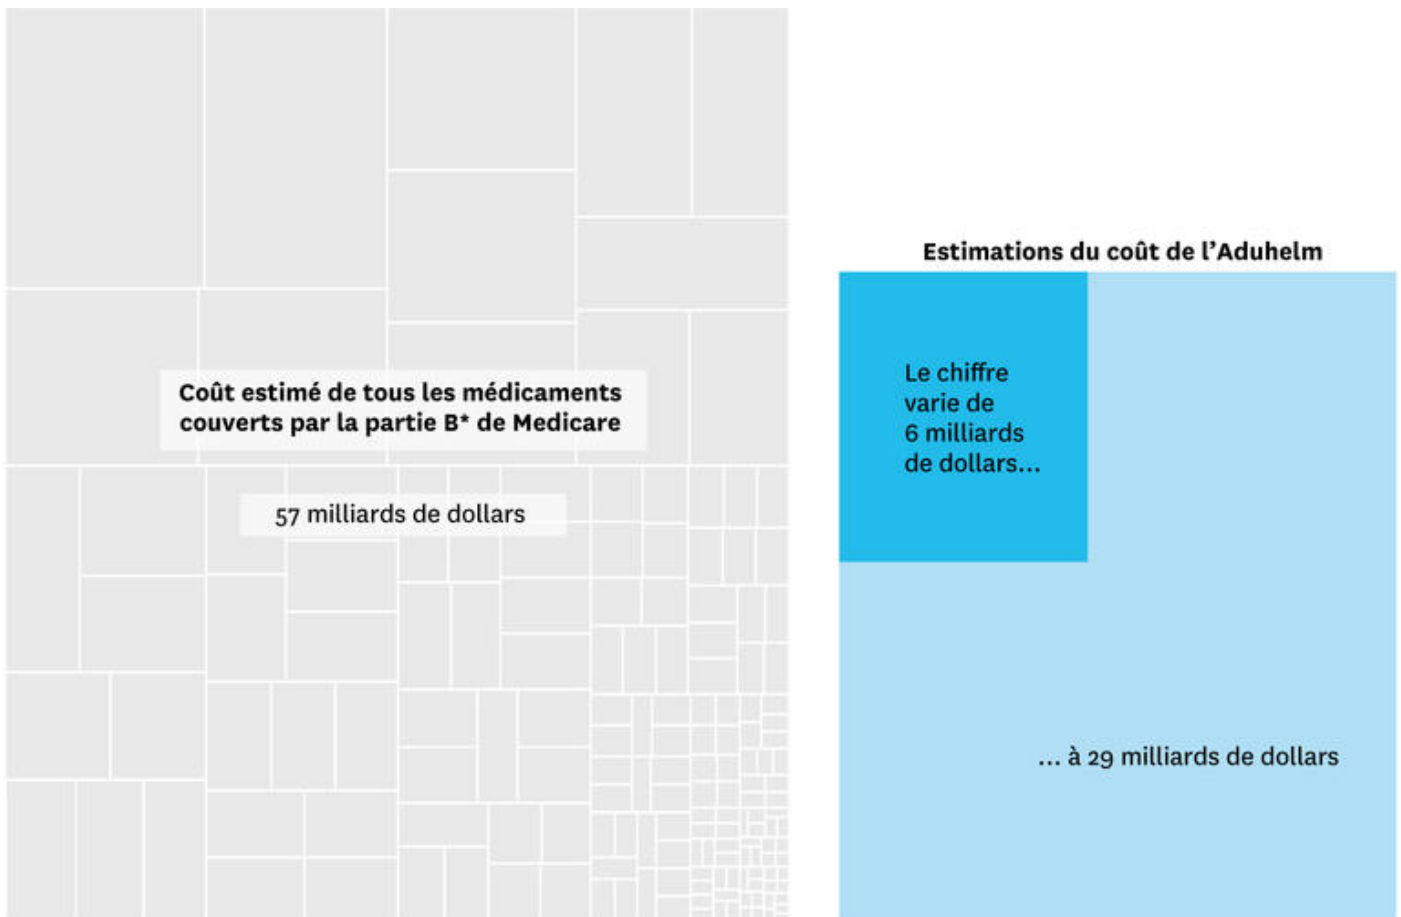 Coût estimé de tous les médicaments
couverts par la partie B* de Medicare
57 milliards de dollars
Estimations du coût de l’Aduhelm
Le chiffre
varie de
6 milliards
de dollars...
... à 29 milliards de dollars